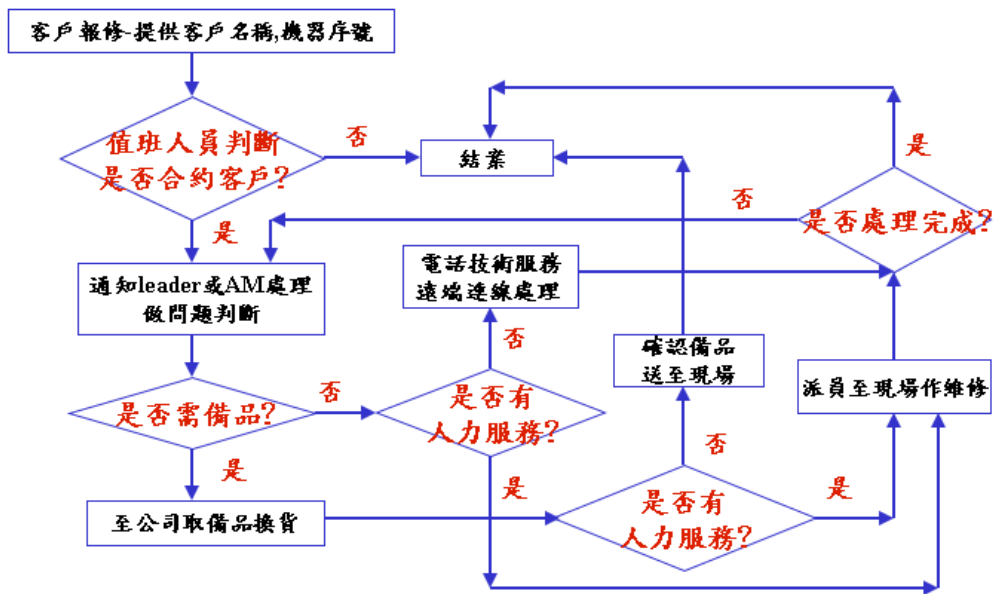 客戶報修-提供客戶名稱,機器序號
值班人員判斷
是否合約客戶?
否
結案
是
是
否
是否處理完成?
通知leader或AM處理
做問題判斷
電話技術服務
遠端連線處理
否
確認備品
送至現場
派員至現場作維修
是否需備品?
否
是否有
人力服務?
否
是
是
是否有
人力服務?
是
至公司取備品換貨